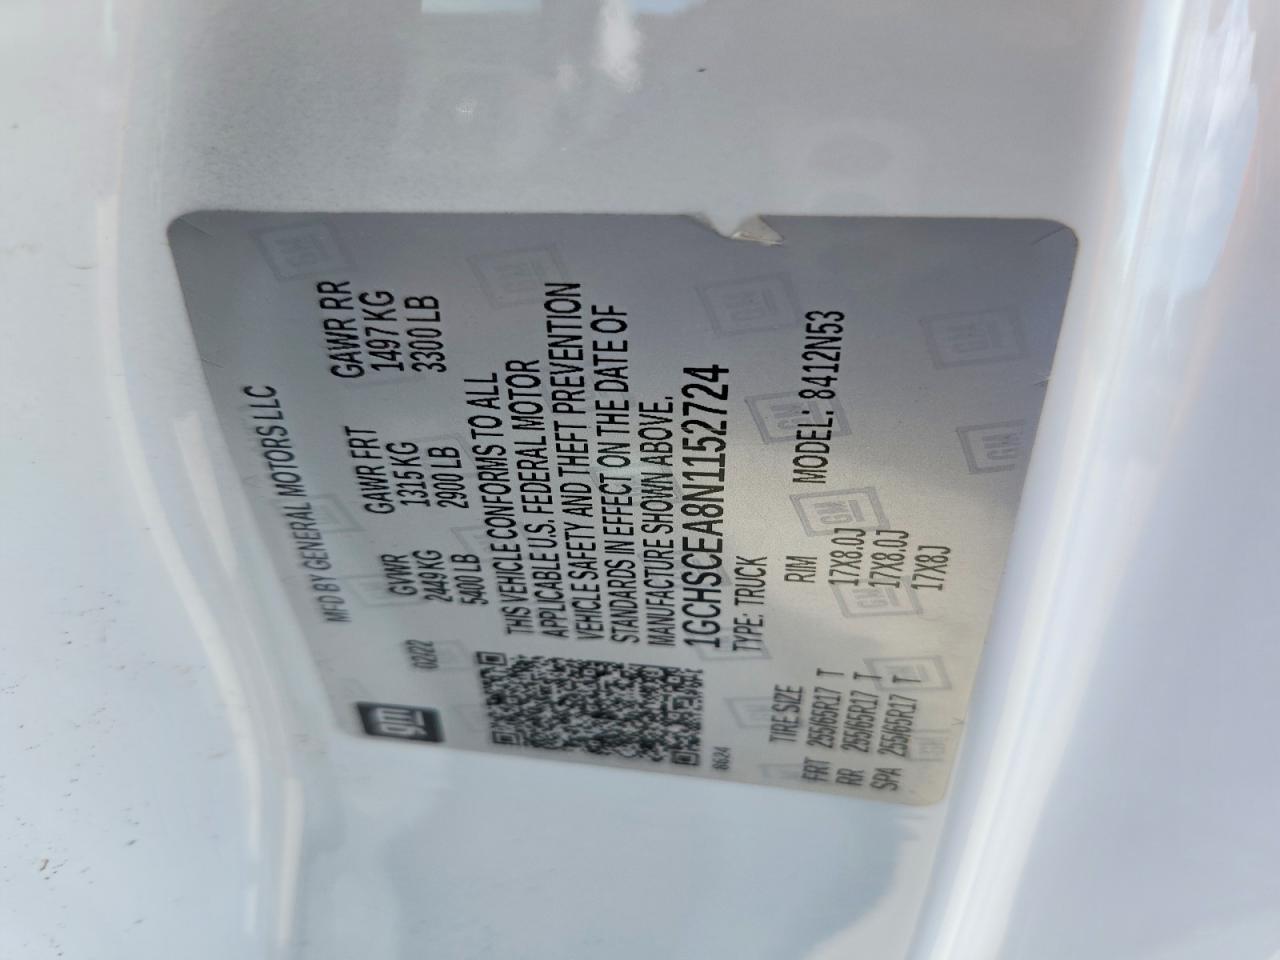 MFD BY GENERAL MOTORS LLC
gm
02/22 GVWR GAWR FRT GAWR RR
2449 KG 1315 KG 1497 KG
5400 LB 2900 LB 3300 LB
THIS VEHICLE CONFORMS TO ALL
APPLICABLE U.S. FEDERAL MOTOR
VEHICLE SAFETY AND THEFT PREVENTION
STANDARDS IN EFFECT ON THE DATE OF
MANUFACTURE SHOWN ABOVE.
1GCHSCEA8N1152724
8624 TYPE: TRUCK
TIRE SIZE RIM MODEL: 8412N53
FRT 255/65R17 T 17X8.0J
RR 255/65R17 T 17X8.0J
SPA 255/65R17 T 17X8J